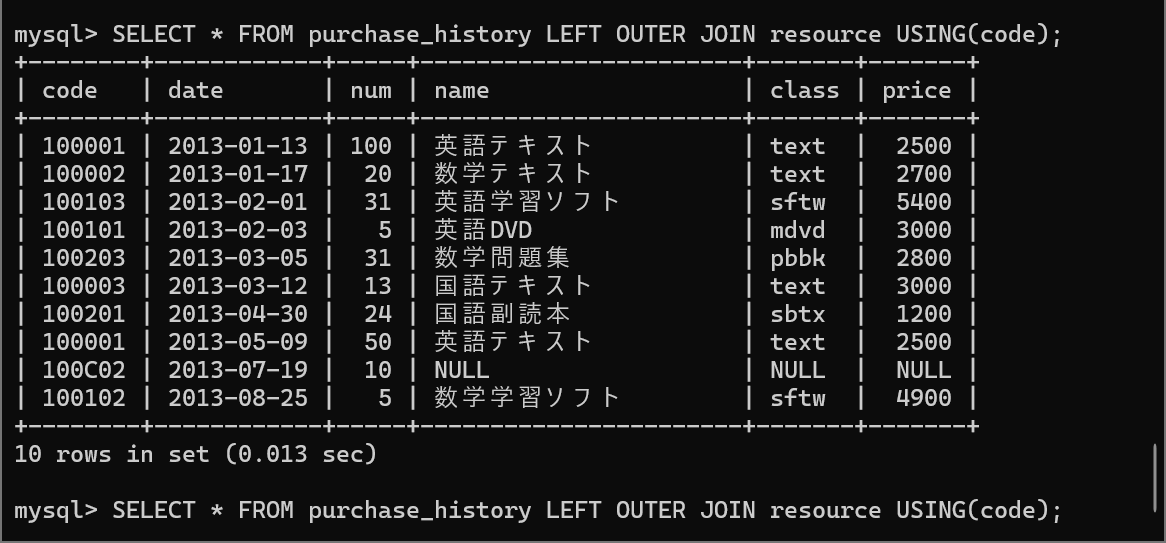 mysql> SELECT * FROM purchase_history LEFT OUTER JOIN resource USING(code);
+--------+------------+-----+-----------------------+-------+-------+
| code   | date       | num | name                  | class | price |
+--------+------------+-----+-----------------------+-------+-------+
| 100001 | 2013-01-13 | 100 | 英語テキスト          | text  |  2500 |
| 100002 | 2013-01-17 |  20 | 数学テキスト          | text  |  2700 |
| 100103 | 2013-02-01 |  31 | 英語学習ソフト        | sftw  |  5400 |
| 100101 | 2013-02-03 |   5 | 英語DVD               | mdvd  |  3000 |
| 100203 | 2013-03-05 |  31 | 数学問題集            | pbbk  |  2800 |
| 100003 | 2013-03-12 |  13 | 国語テキスト          | text  |  3000 |
| 100201 | 2013-04-30 |  24 | 国語副読本            | sbtx  |  1200 |
| 100001 | 2013-05-09 |  50 | 英語テキスト          | text  |  2500 |
| 100C02 | 2013-07-19 |  10 | NULL                  | NULL  |  NULL |
| 100102 | 2013-08-25 |   5 | 数学学習ソフト        | sftw  |  4900 |
+--------+------------+-----+-----------------------+-------+-------+
10 rows in set (0.013 sec)
mysql> SELECT * FROM purchase_history LEFT OUTER JOIN resource USING(code);